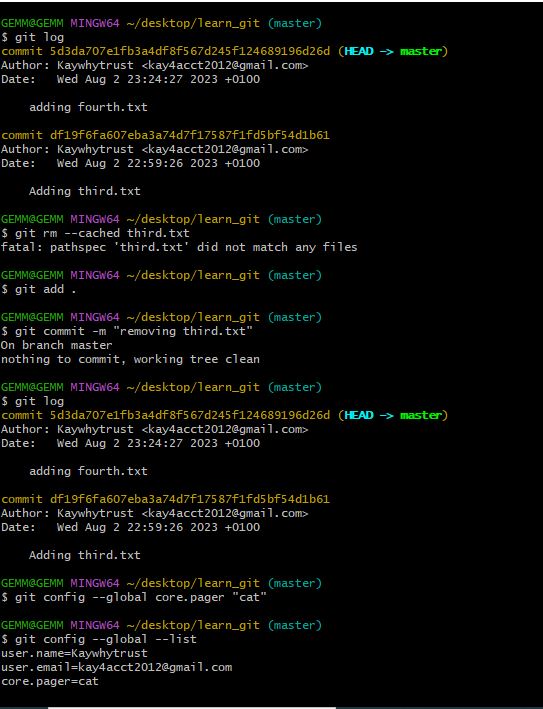 GEMM@GEMM MINGW64 ~/desktop/learn_git (master)
$ git log
commit 5d3da707e1fb3a4df8f567d245f124689196d26d (HEAD -> master)
Author: Kaywhytrust <kay4acct2012@gmail.com>
Date:   Wed Aug 2 23:24:27 2023 +0100

    adding fourth.txt

commit df19f6fa607eba3a74d7f17587f1fd5bf54d1b61
Author: Kaywhytrust <kay4acct2012@gmail.com>
Date:   Wed Aug 2 22:59:26 2023 +0100

    Adding third.txt

GEMM@GEMM MINGW64 ~/desktop/learn_git (master)
$ git rm --cached third.txt
fatal: pathspec 'third.txt' did not match any files

GEMM@GEMM MINGW64 ~/desktop/learn_git (master)
$ git add .

GEMM@GEMM MINGW64 ~/desktop/learn_git (master)
$ git commit -m "removing third.txt"
On branch master
nothing to commit, working tree clean

GEMM@GEMM MINGW64 ~/desktop/learn_git (master)
$ git log
commit 5d3da707e1fb3a4df8f567d245f124689196d26d (HEAD -> master)
Author: Kaywhytrust <kay4acct2012@gmail.com>
Date:   Wed Aug 2 23:24:27 2023 +0100

    adding fourth.txt

commit df19f6fa607eba3a74d7f17587f1fd5bf54d1b61
Author: Kaywhytrust <kay4acct2012@gmail.com>
Date:   Wed Aug 2 22:59:26 2023 +0100

    Adding third.txt

GEMM@GEMM MINGW64 ~/desktop/learn_git (master)
$ git config --global core.pager "cat"

GEMM@GEMM MINGW64 ~/desktop/learn_git (master)
$ git config --global --list
user.name=Kaywhytrust
user.email=kay4acct2012@gmail.com
core.pager=cat